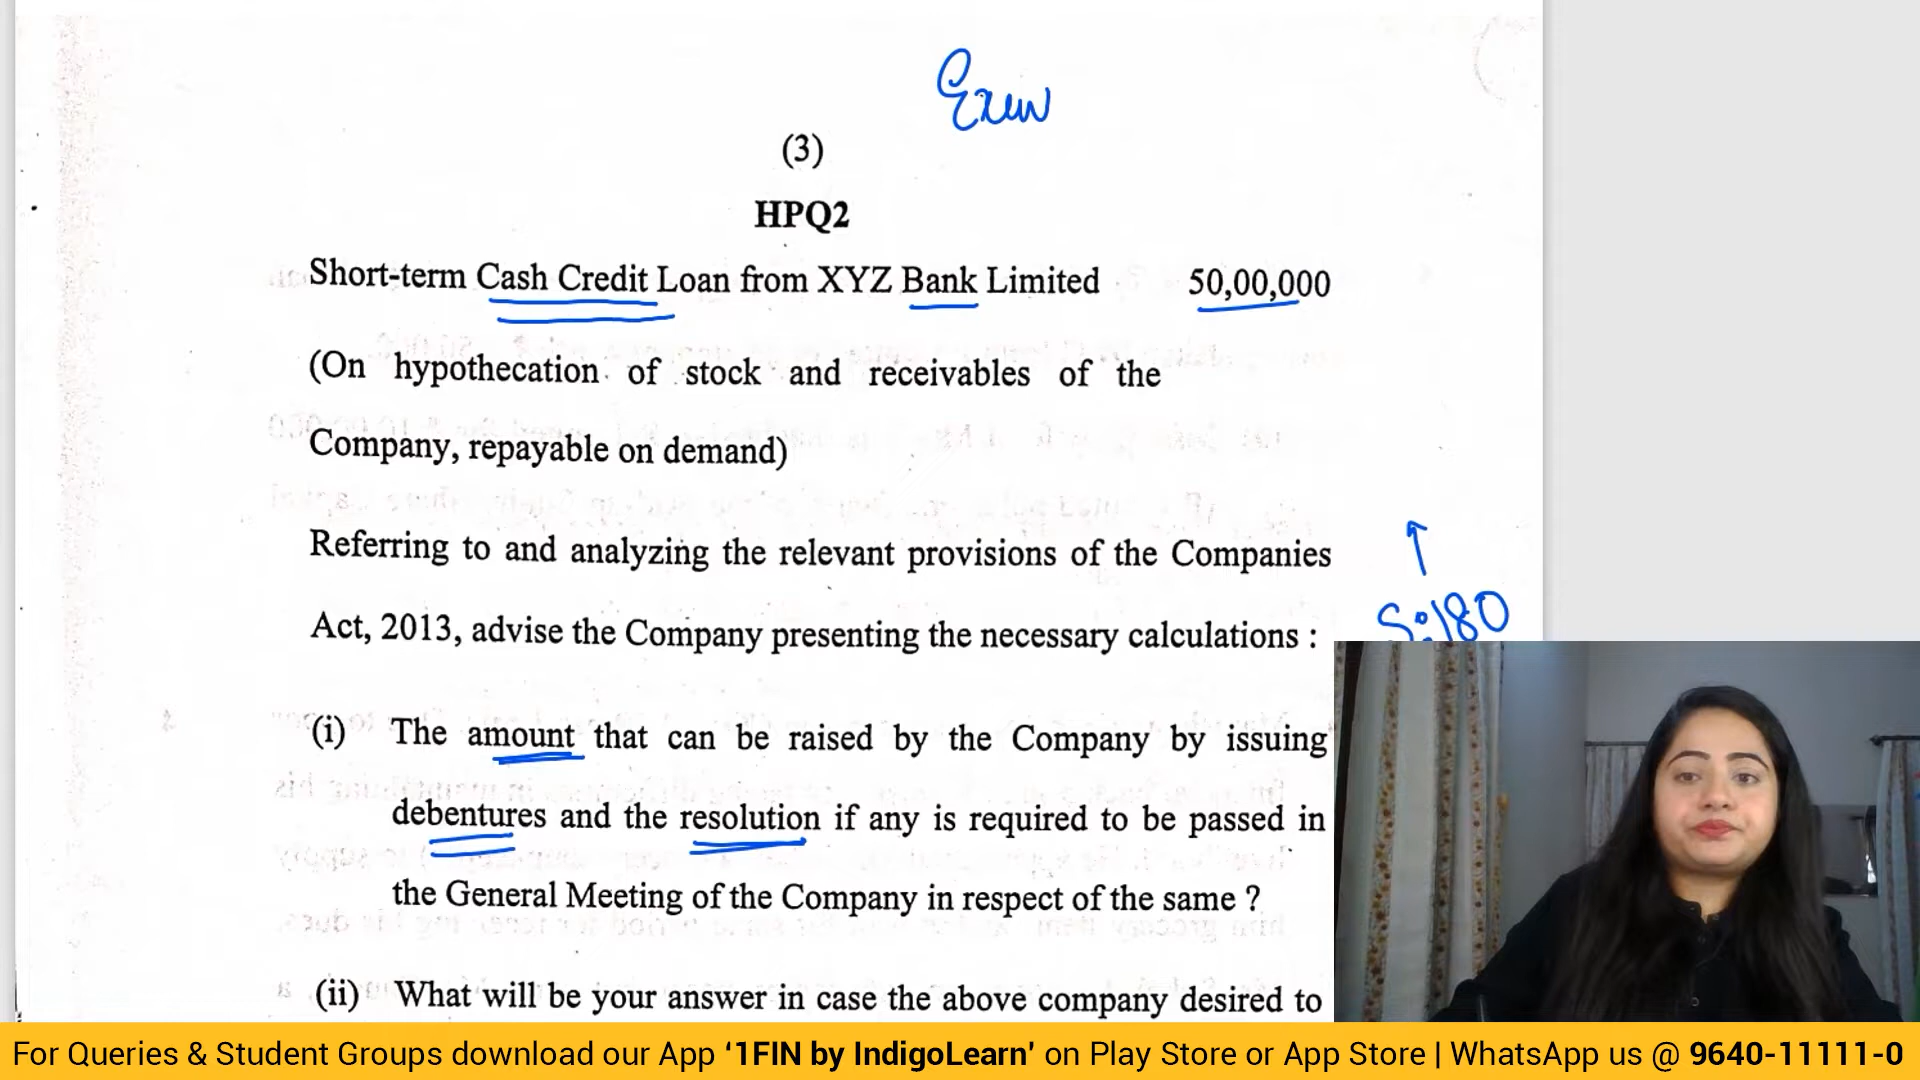 Exem
(3)
HPQ2
Short-term Cash Credit Loan from XYZ Bank Limited 50,00,000
(On hypothecation of stock and receivables of the
Company, repayable on demand)
Referring to and analyzing the relevant provisions of the Companies
Act, 2013, advise the Company presenting the necessary calculations :
S:180
(i) The amount that can be raised by the Company by issuing
debentures and the resolution if any is required to be passed in
the General Meeting of the Company in respect of the same ?
(ii) What will be your answer in case the above company desired to
For Queries & Student Groups download our App '1FIN by IndigoLearn' on Play Store or App Store | WhatsApp us @ 9640-11111-0